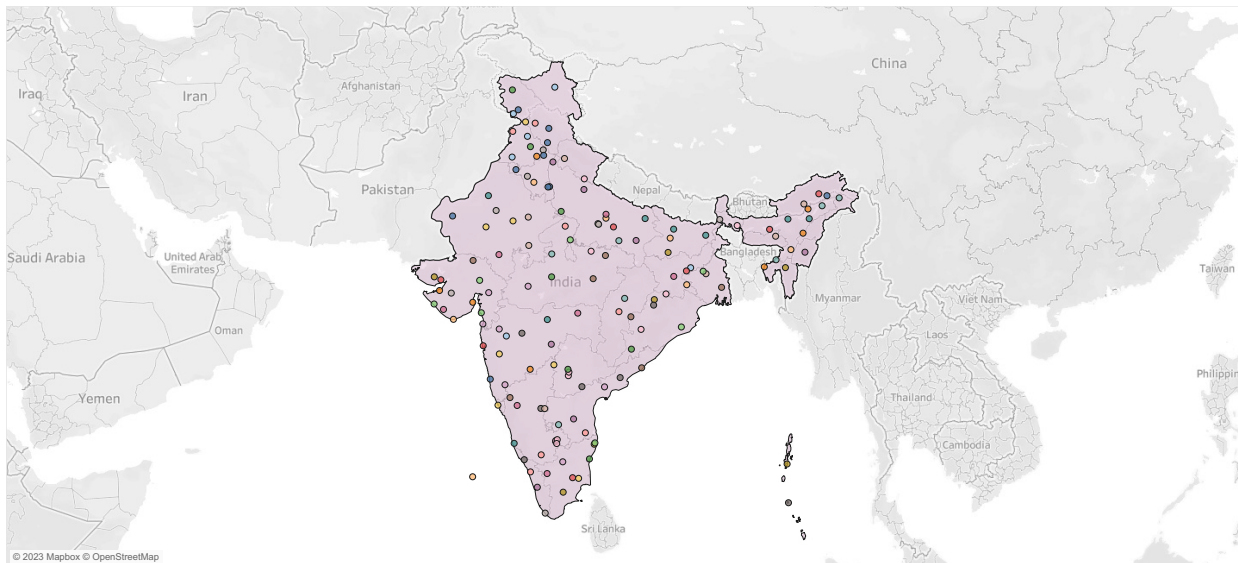 China
Afghanistan
Iraq
Iran
Pakistan
Nepal
Bhutan
Saudi Arabia
United Arab
Emirates
Bangladesh
Taiwan
India
Myanmar
Viet Nam
Oman
Laos
Philippin
Yemen
Thailand
Cambodia
Sri Lanka
© 2023 Mapbox © OpenStreetMap